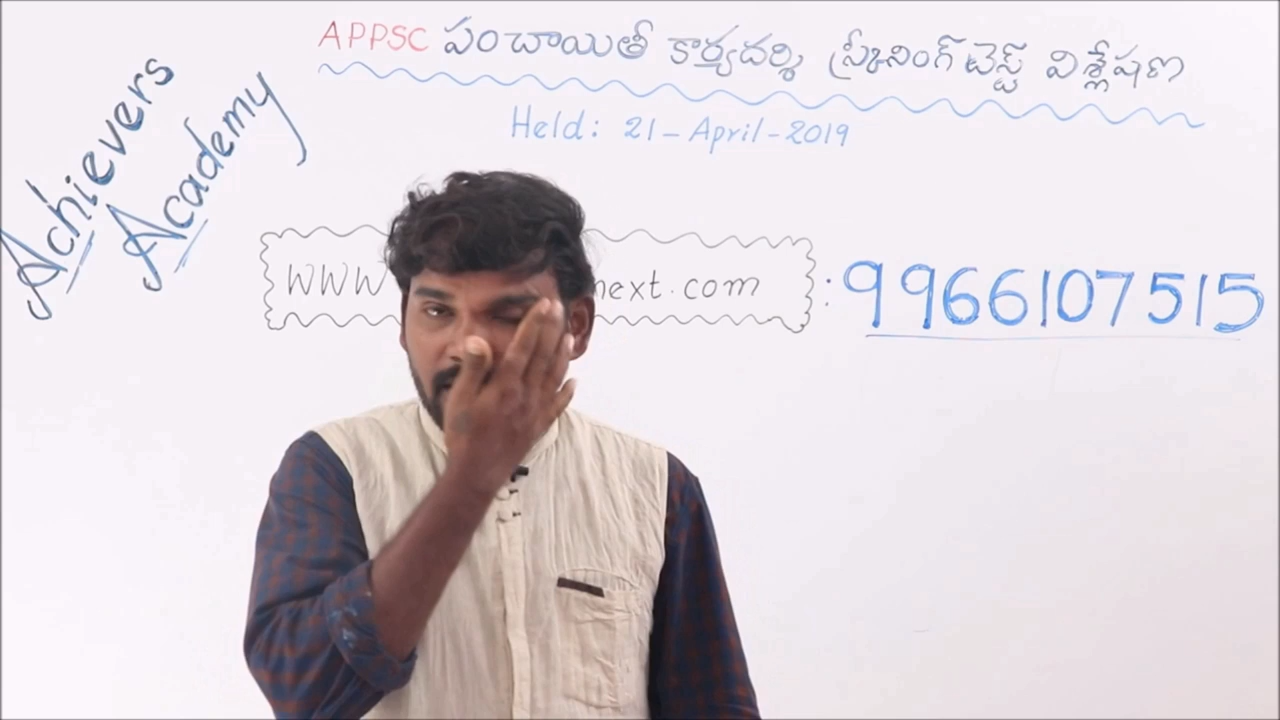 APPSC పంచాయితీ కార్యదర్శి స్క్రీనింగ్ టెస్ట్ విశ్లేషణ
Held: 21-April-2019
Achievers
Academy
WWW next.com : 9966107515